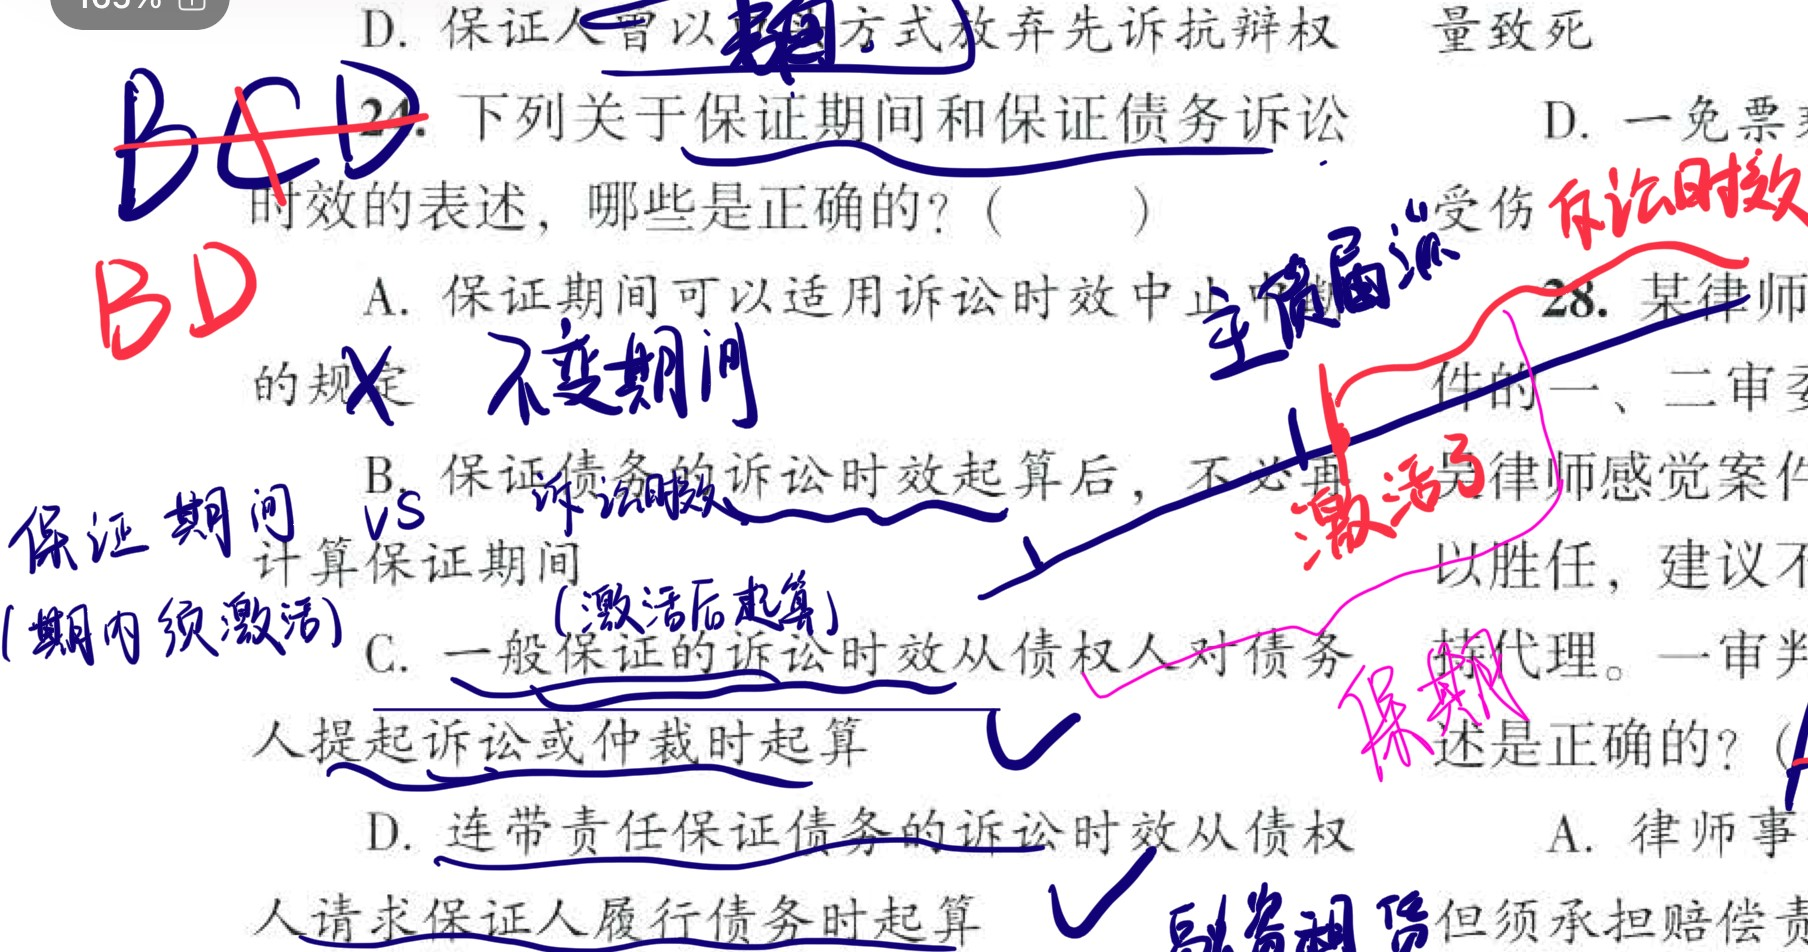 D. 保证人曾以 方式放弃先诉抗辩权
BCD
24. 下列关于保证期间和保证债务诉讼
时效的表述，哪些是正确的？（ ）
BD
A. 保证期间可以适用诉讼时效中止中断
的规定
不变期间
B. 保证债务的诉讼时效起算后，不必再
保证期间 vs 诉讼时效
计算保证期间
(期内须激活)
(激活后起算)
C. 一般保证的诉讼时效从债权人对债务
人提起诉讼或仲裁时起算
D. 连带责任保证债务的诉讼时效从债权
人请求保证人履行债务时起算
主债届
激活了
保期
诉讼时效
融资租赁
量致死
D. 一免票
受伤
28. 某律师
件的一、二审委
吴律师感觉案件
以胜任，建议不
持代理。一审判
述是正确的？（
A. 律师事
但须承担赔偿责